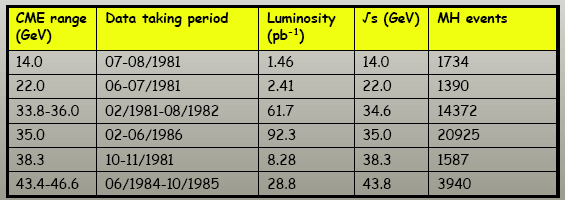 CME range (GeV) Data taking period Luminosity (pb⁻¹) √s (GeV) MH events
14.0 07-08/1981 1.46 14.0 1734
22.0 06-07/1981 2.41 22.0 1390
33.8-36.0 02/1981-08/1982 61.7 34.6 14372
35.0 02-06/1986 92.3 35.0 20925
38.3 10-11/1981 8.28 38.3 1587
43.4-46.6 06/1984-10/1985 28.8 43.8 3940